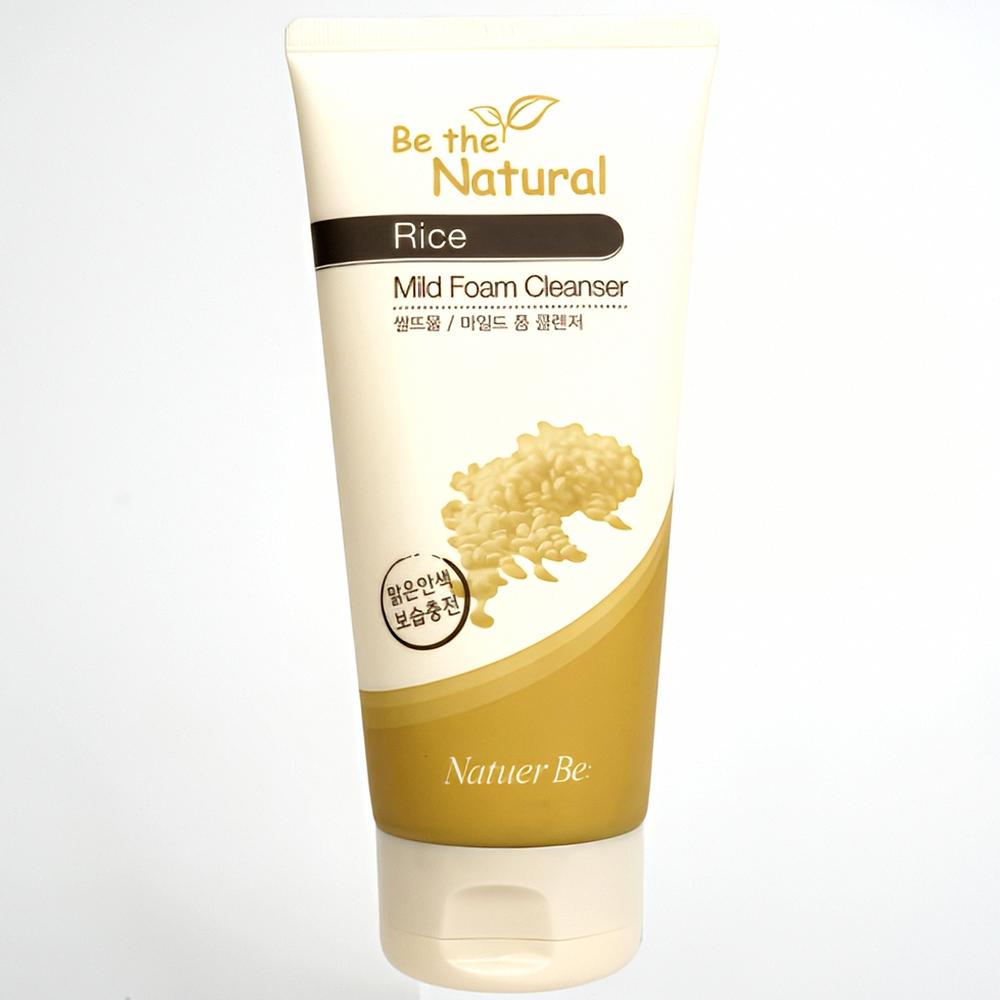 Be the
Natural
Rice
Mild Foam Cleanser
쌀뜨물 / 마일드 폼 클렌저
맑은안색
보습충전
Natuer Be: